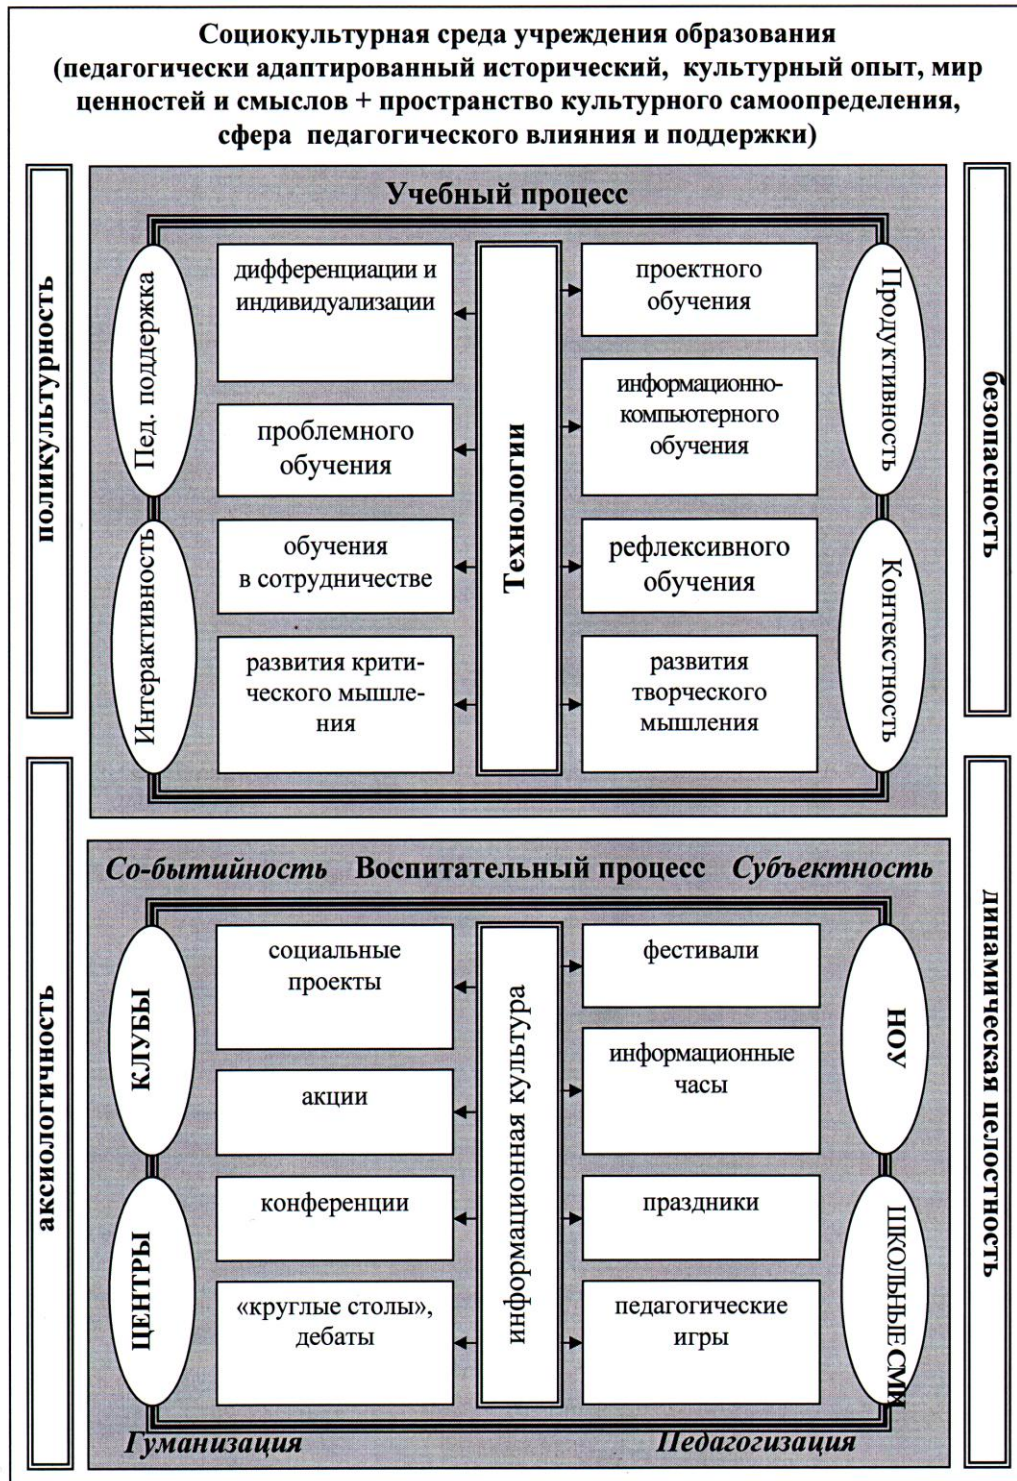 Социокультурная среда учреждения образования
(педагогически адаптированный исторический, культурный опыт, мир
ценностей и смыслов + пространство культурного самоопределения,
сфера педагогического влияния и поддержки)
поликультурность
Учебный процесс
Пед. поддержка
Интерактивность
дифференциации и
индивидуализации
проблемного
обучения
обучения
в сотрудничестве
развития крити-
ческого мышле-
ния
Технологии
проектного
обучения
информационно-
компьютерного
обучения
рефлексивного
обучения
развития
творческого
мышления
Продуктивность
Контекстность
безопасность
аксиологичность
Со-бытийность Воспитательный процесс Субъектность
КЛУБЫ
ЦЕНТРЫ
социальные
проекты
акции
конференции
«круглые столы»,
дебаты
информационная культура
фестивали
информационные
часы
праздники
педагогические
игры
НОУ
ШКОЛЬНЫЕ СМИ
Гуманизация
Педагогизация
динамическая целостность